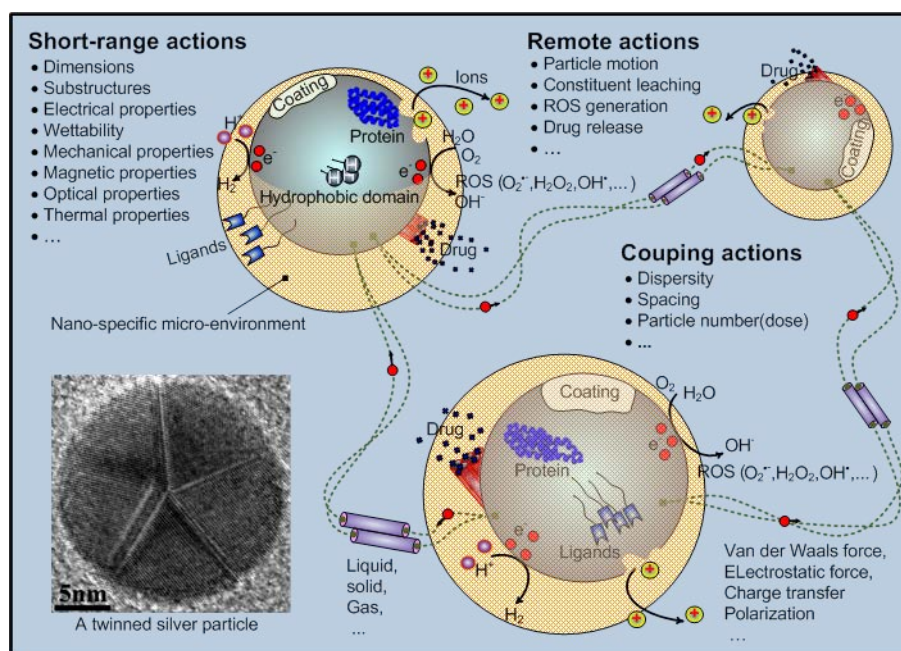 Short-range actions
• Dimensions
• Substructures
• Electrical properties
• Wettability
• Mechanical properties
• Magnetic properties
• Optical properties
• Thermal properties
• ...
Coating
Protein
Ions
H⁺
e⁻
H₂
Hydrophobic domain
e⁻
H₂O
O₂
ROS (O₂•⁻,H₂O₂,OH•,...)
OH⁻
Ligands
Drug
Nano-specific micro-environment
Remote actions
• Particle motion
• Constituent leaching
• ROS generation
• Drug release
• ...
Drug
e⁻
Coating
Couping actions
• Dispersity
• Spacing
• Particle number(dose)
• ...
Coating
O₂
H₂O
e⁻
OH⁻
ROS (O₂•⁻,H₂O₂,OH•,...)
Drug
Protein
Ligands
e⁻
H⁺
H₂
Liquid,
solid,
Gas,
...
Van der Waals force,
ELectrostatic force,
Charge transfer
Polarization
...
5nm
A twinned silver particle